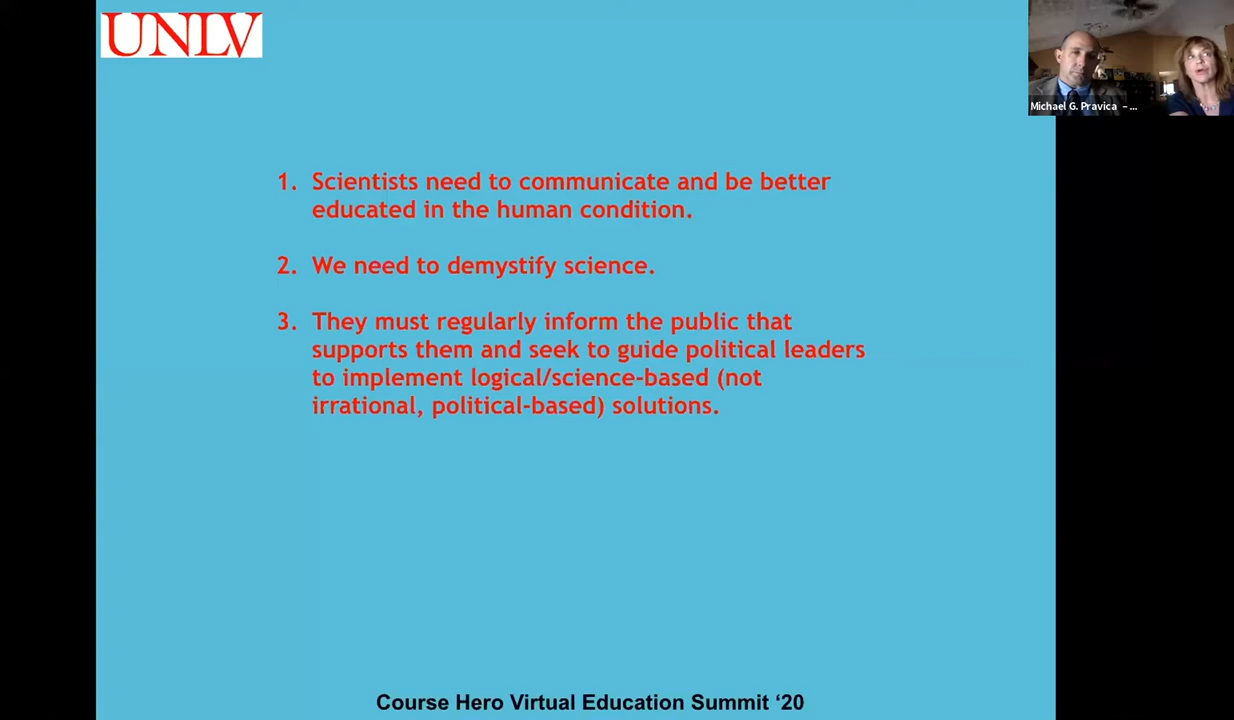 UNLV
Michael G. Pravica – ...
1. Scientists need to communicate and be better
educated in the human condition.
2. We need to demystify science.
3. They must regularly inform the public that
supports them and seek to guide political leaders
to implement logical/science-based (not
irrational, political-based) solutions.
Course Hero Virtual Education Summit ‘20